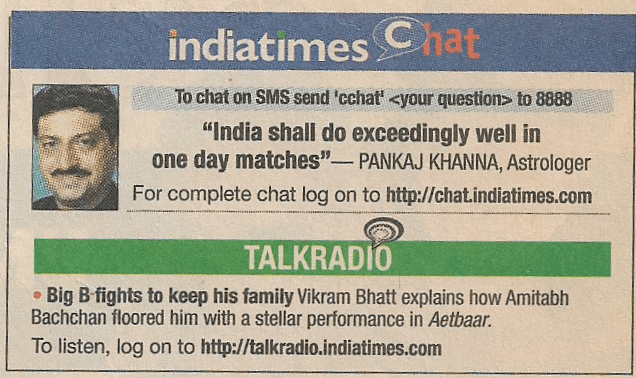 indiatimes Chat
To chat on SMS send 'cchat' <your question> to 8888
“India shall do exceedingly well in
one day matches”— PANKAJ KHANNA, Astrologer
For complete chat log on to http://chat.indiatimes.com
TALKRADIO
• Big B fights to keep his family Vikram Bhatt explains how Amitabh
Bachchan floored him with a stellar performance in Aetbaar.
To listen, log on to http://talkradio.indiatimes.com